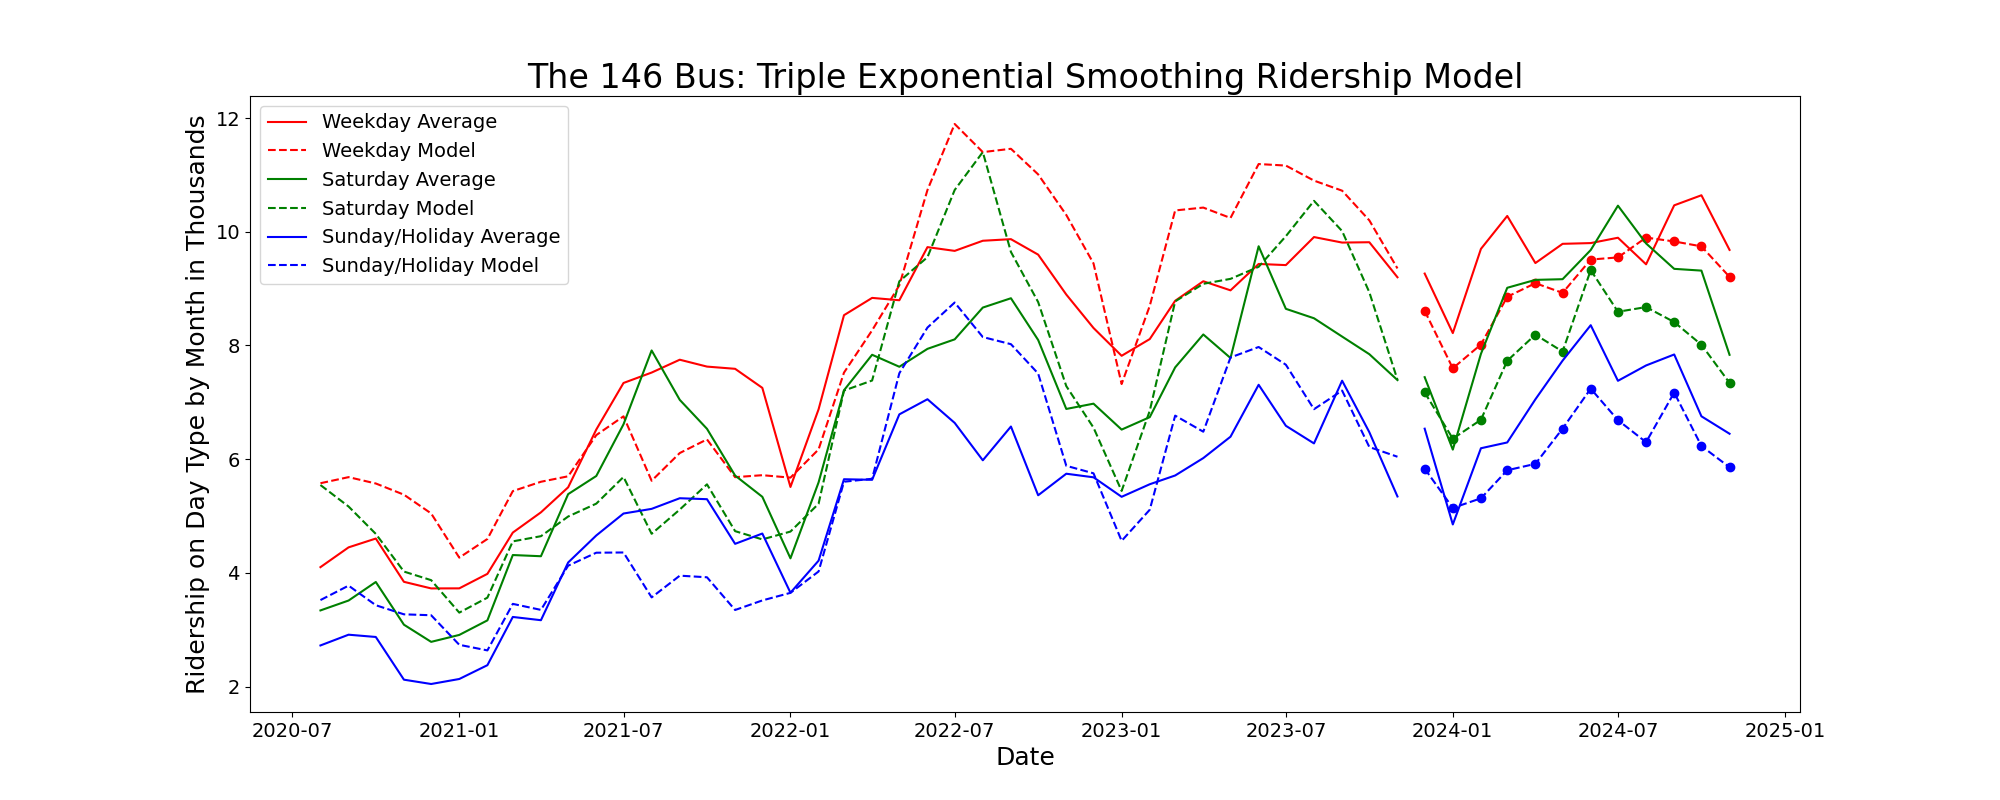 The 146 Bus: Triple Exponential Smoothing Ridership Model
Ridership on Day Type by Month in Thousands
12
10
8
6
4
2
Weekday Average
Weekday Model
Saturday Average
Saturday Model
Sunday/Holiday Average
Sunday/Holiday Model
2020-07 2021-01 2021-07 2022-01 2022-07 2023-01 2023-07 2024-01 2024-07 2025-01
Date